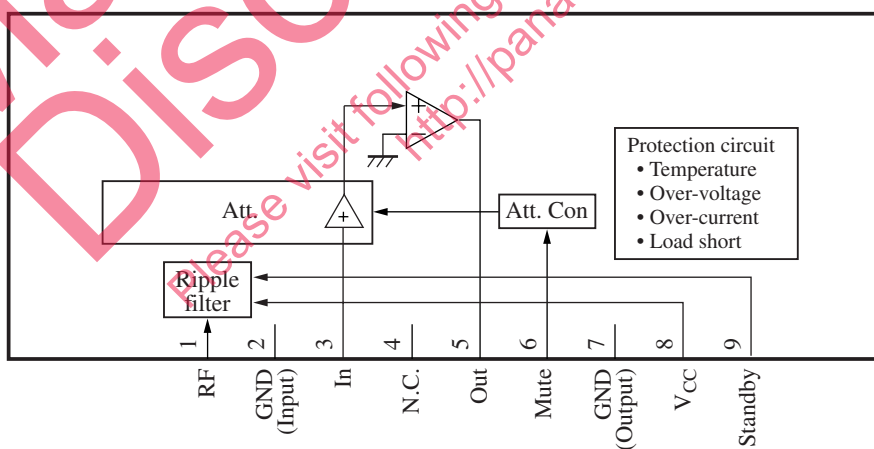 Disc
Please visit following
http://pana
+
−
Protection circuit
• Temperature
• Over-voltage
• Over-current
• Load short
Att.
+
Att. Con
Ripple
filter
1
2
3
4
5
6
7
8
9
RF
GND
(Input)
In
N.C.
Out
Mute
GND
(Output)
VCC
Standby